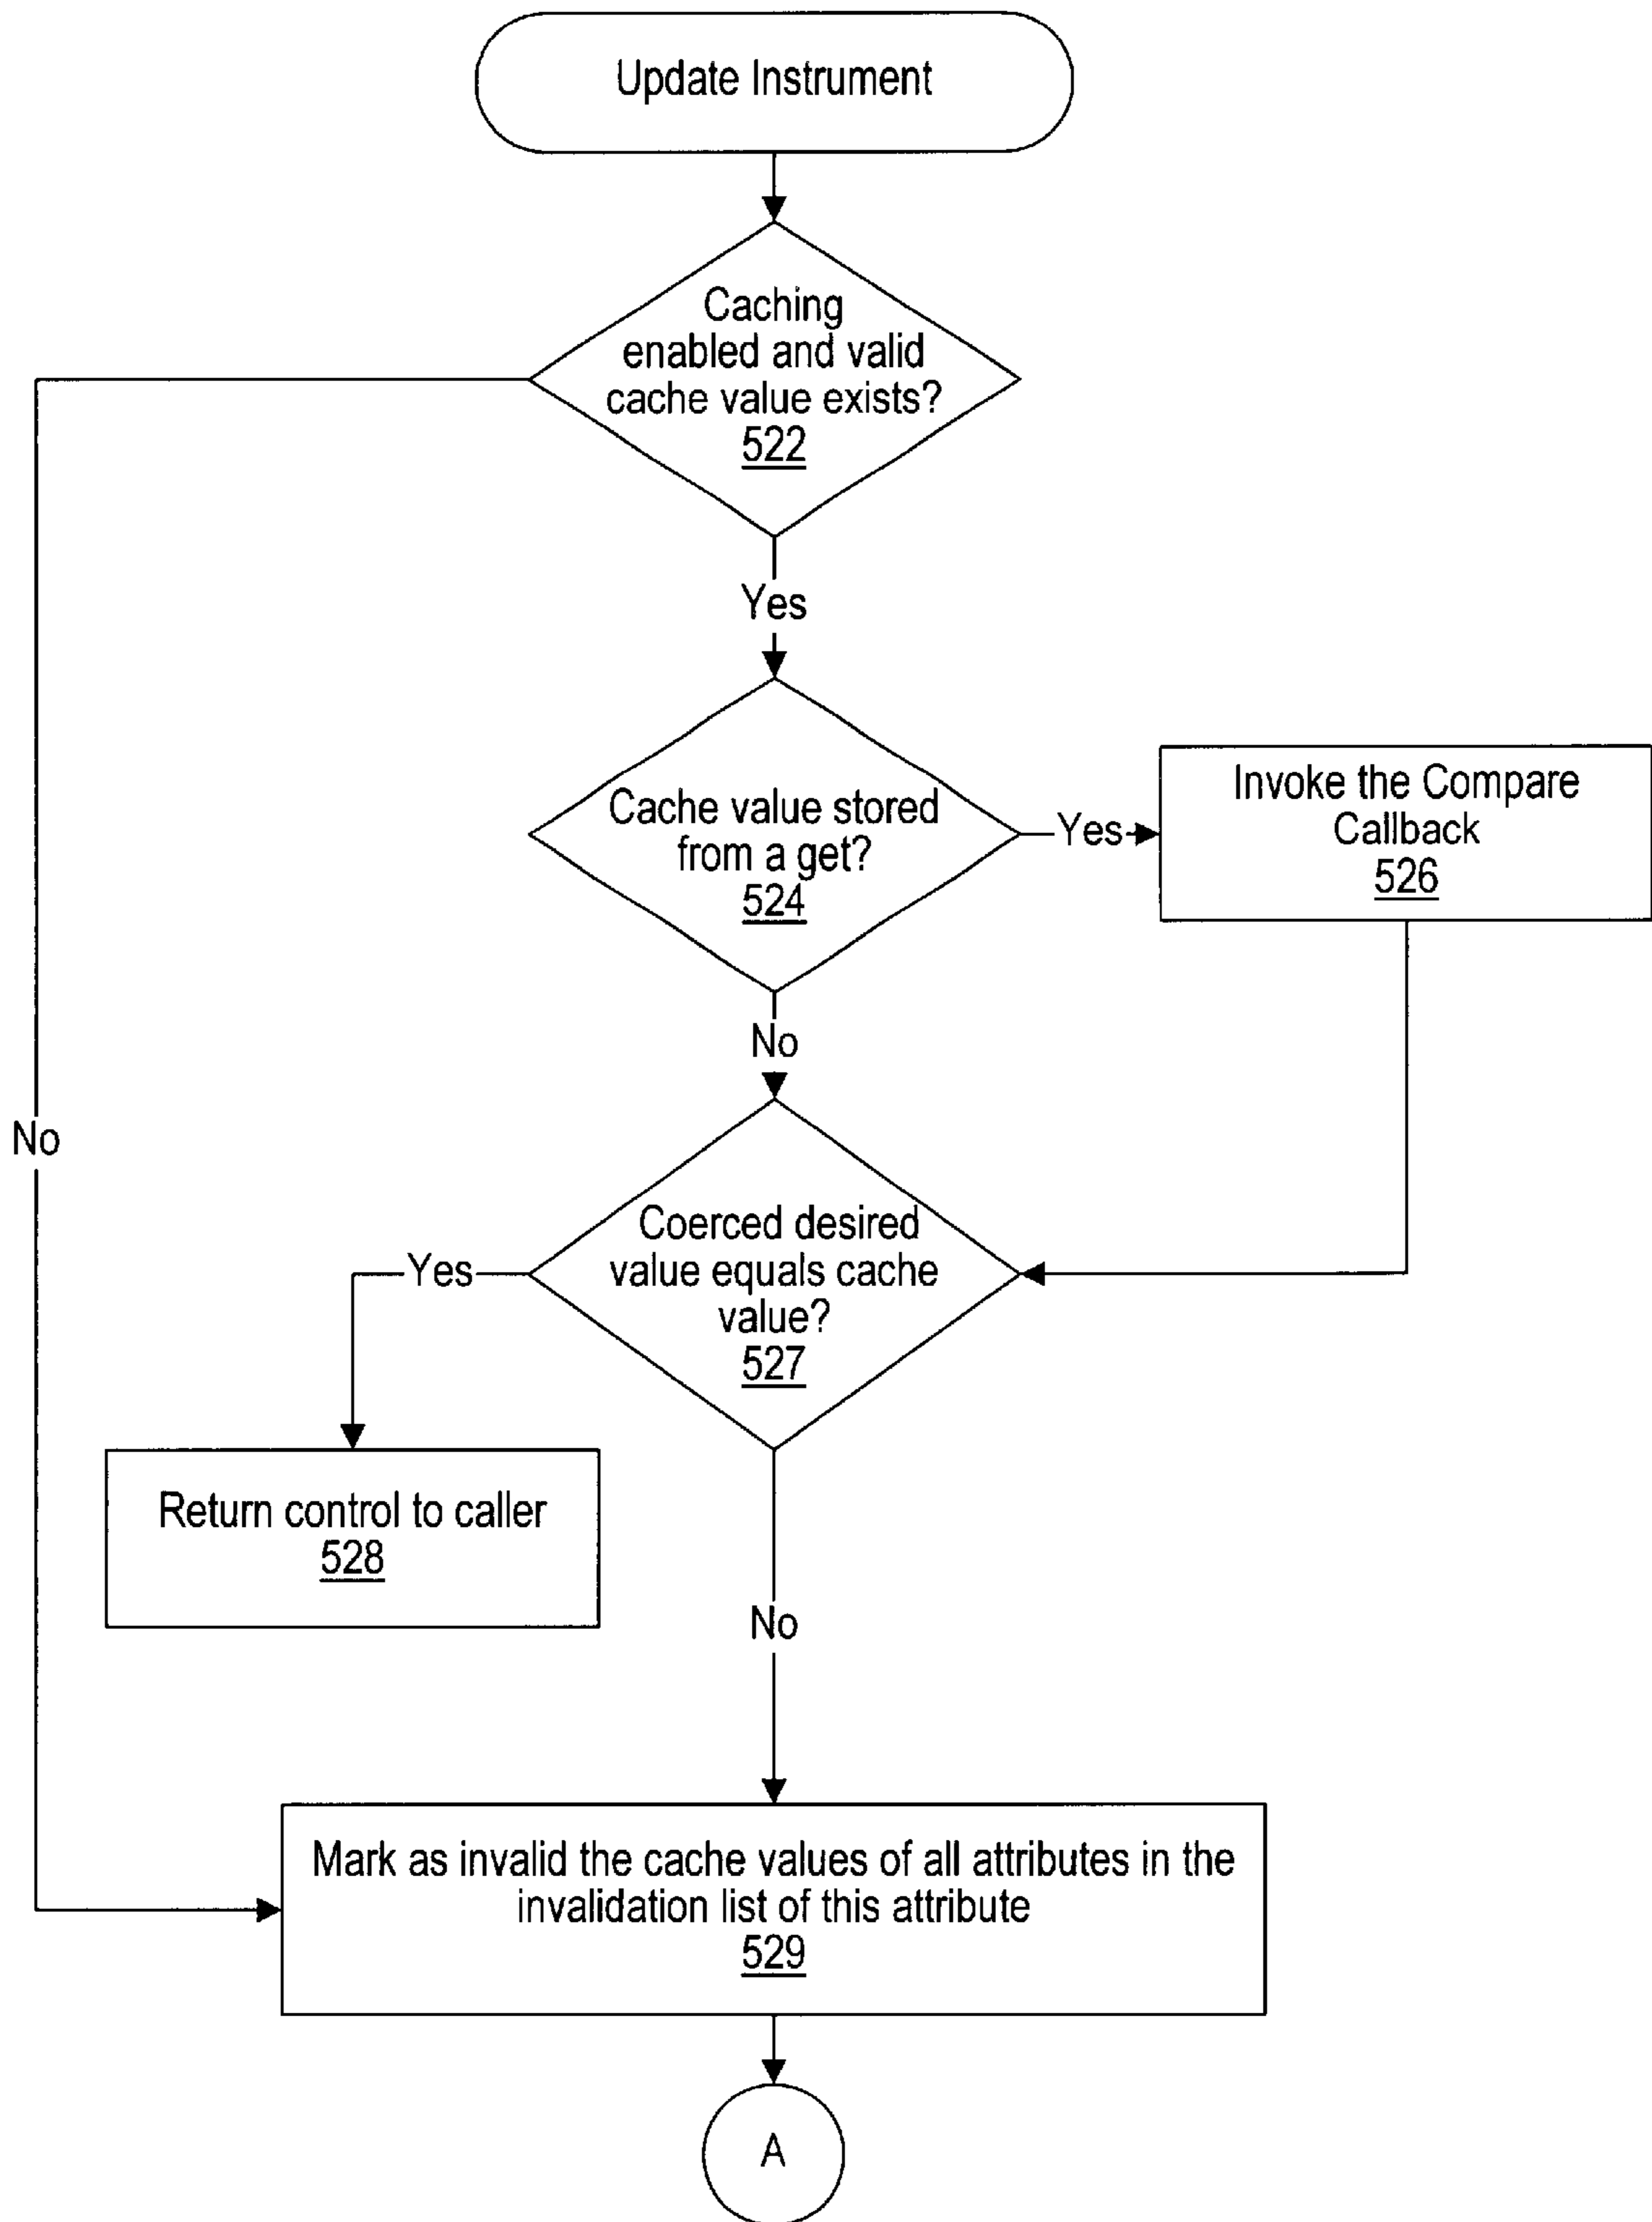 Update Instrument
Caching
enabled and valid
cache value exists?
522
Yes
Cache value stored
from a get?
524
Yes
Invoke the Compare
Callback
526
No
No
Coerced desired
value equals cache
value?
527
Yes
Return control to caller
528
No
Mark as invalid the cache values of all attributes in the
invalidation list of this attribute
529
A